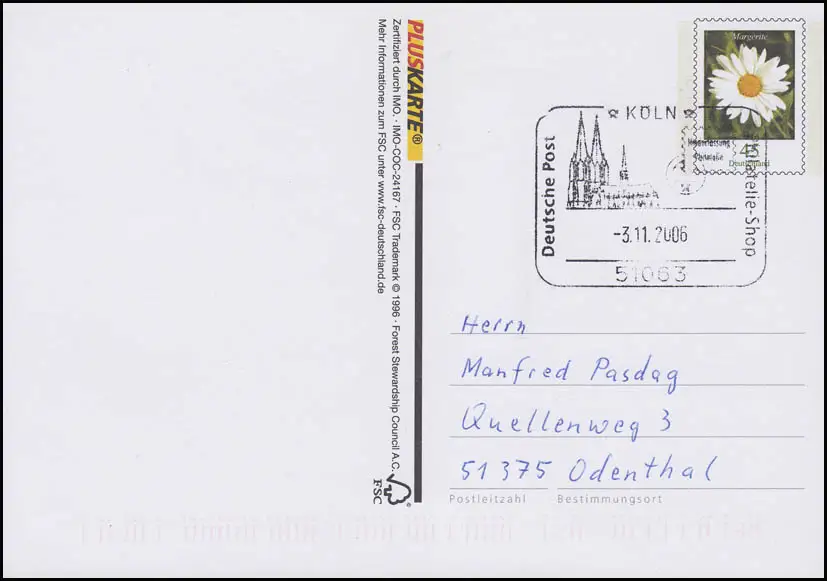 PLUSKARTE®
Zertifiziert durch IMO, · IMO-COC-24167 · FSC Trademark © 1996 · Forest Stewardship Council A.C.
Mehr Informationen zum FSC unter www.fsc-deutschland.de
FSC
Margerite
45
Deutschland
KÖLN
Deutsche Post
Philatelie-Shop
Niederlassung
Philatelie
-3.11.2006
51063
Herrn
Manfred Pasdag
Quellenweg 3
51375 Odenthal
Postleitzahl Bestimmungsort